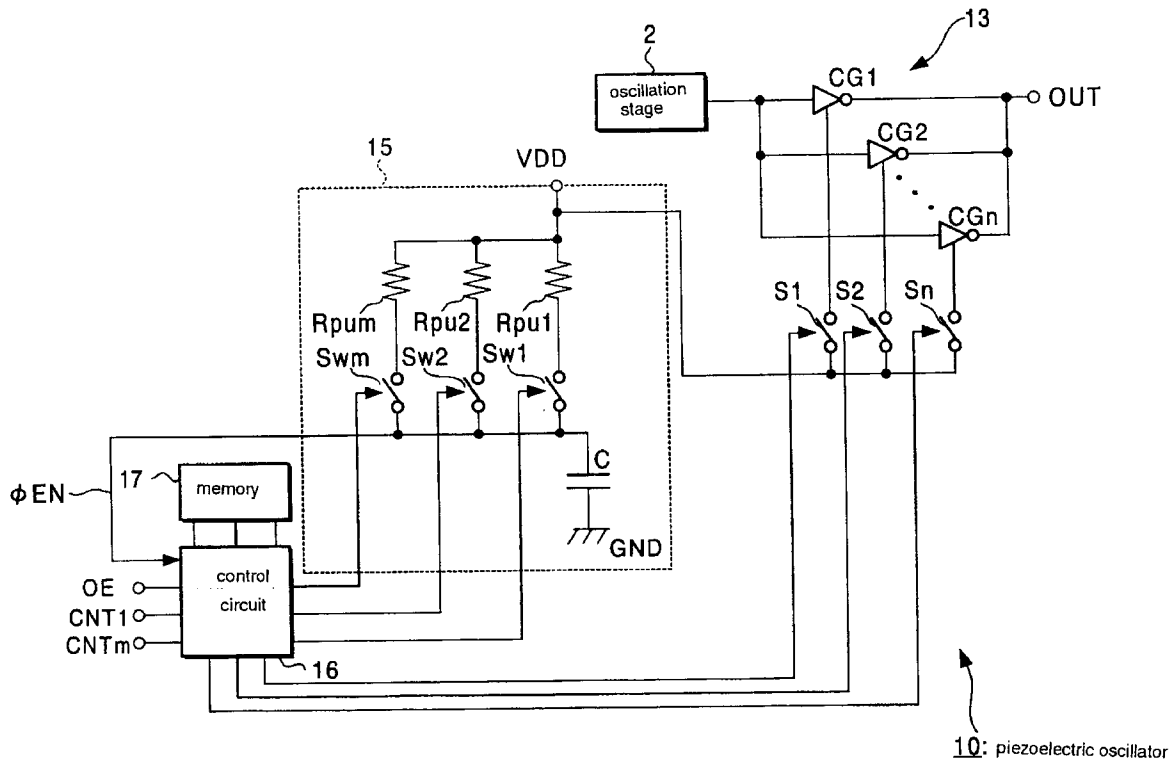 13
2
oscillation
stage
CG1
OUT
CG2
CGn
15
VDD
Rpum
Rpu2
Rpu1
S1
S2
Sn
Swm
Sw2
Sw1
C
GND
17
memory
φEN
control
circuit
OE
CNT1
CNTm
16
10: piezoelectric oscillator